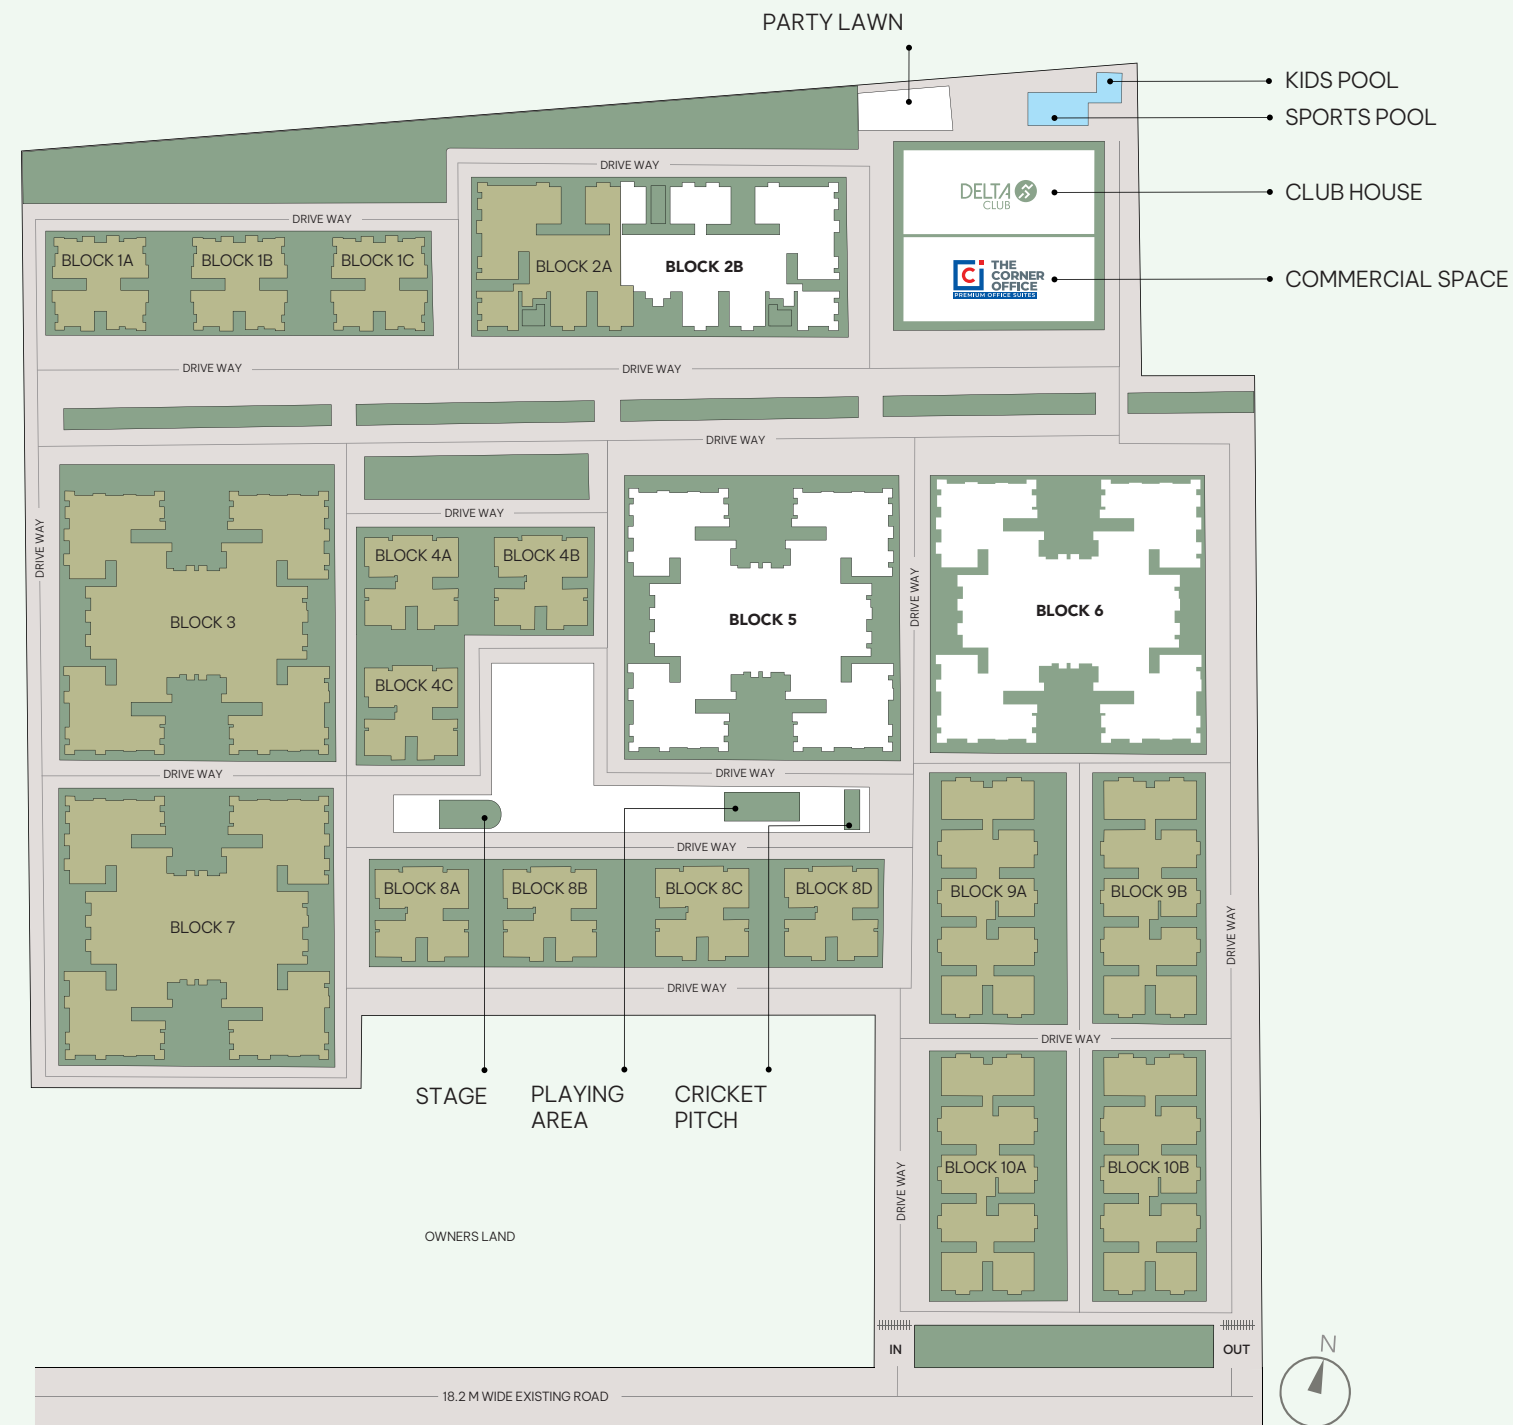 PARTY LAWN
KIDS POOL
SPORTS POOL
DRIVE WAY
DELTA
CLUB
CLUB HOUSE
DRIVE WAY
BLOCK 1A
BLOCK 1B
BLOCK 1C
BLOCK 2A
BLOCK 2B
Ci
THE
CORNER
OFFICE
PREMIUM OFFICE SUITES
COMMERCIAL SPACE
DRIVE WAY
DRIVE WAY
DRIVE WAY
DRIVE WAY
DRIVE WAY
BLOCK 4A
BLOCK 4B
DRIVE WAY
BLOCK 3
BLOCK 5
BLOCK 6
BLOCK 4C
DRIVE WAY
DRIVE WAY
DRIVE WAY
BLOCK 8A
BLOCK 8B
BLOCK 8C
BLOCK 8D
BLOCK 9A
BLOCK 9B
BLOCK 7
DRIVE WAY
DRIVE WAY
DRIVE WAY
STAGE
PLAYING
AREA
CRICKET
PITCH
BLOCK 10A
BLOCK 10B
DRIVE WAY
OWNERS LAND
IN
OUT
N
18.2 M WIDE EXISTING ROAD